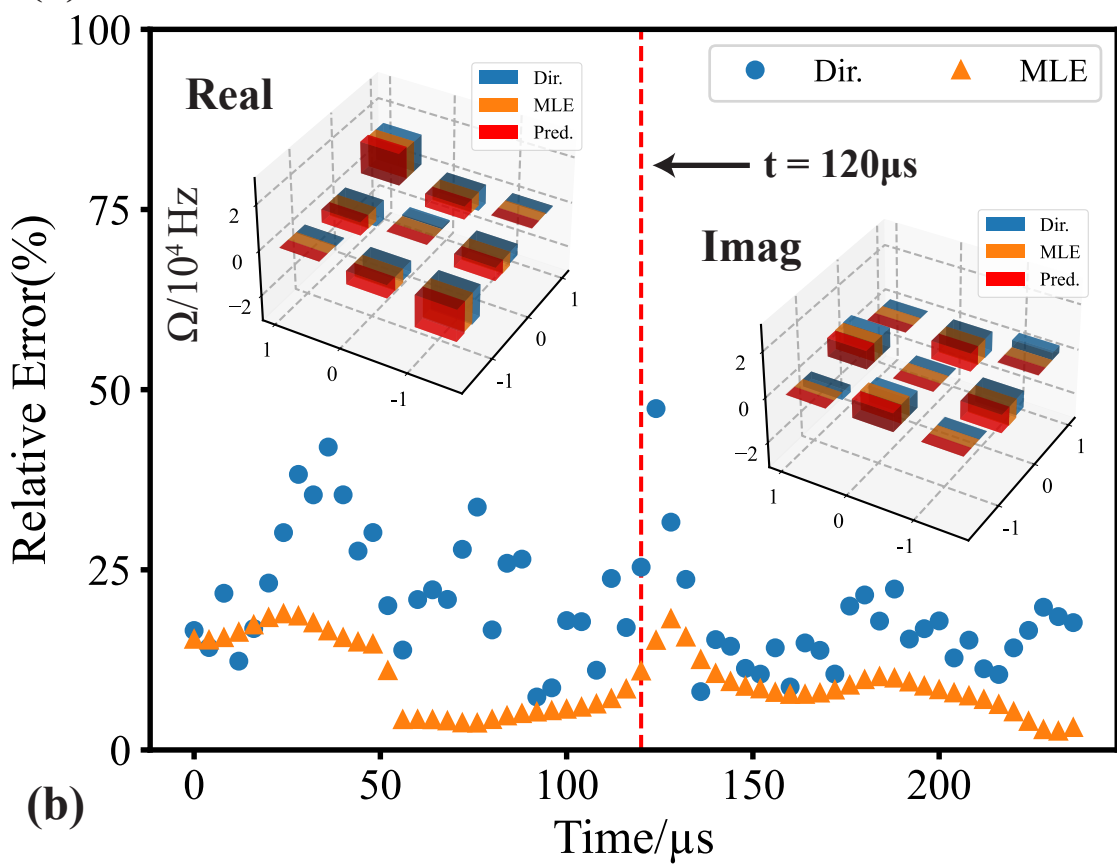 100
75
50
25
0
Relative Error(%)
Dir.
MLE
Real
Dir.
MLE
Pred.
Ω/10⁴ Hz
2
0
−2
1
0
-1
-1
0
1
t = 120μs
Imag
Dir.
MLE
Pred.
2
0
−2
1
0
-1
-1
0
1
0
50
100
150
200
Time/μs
(b)